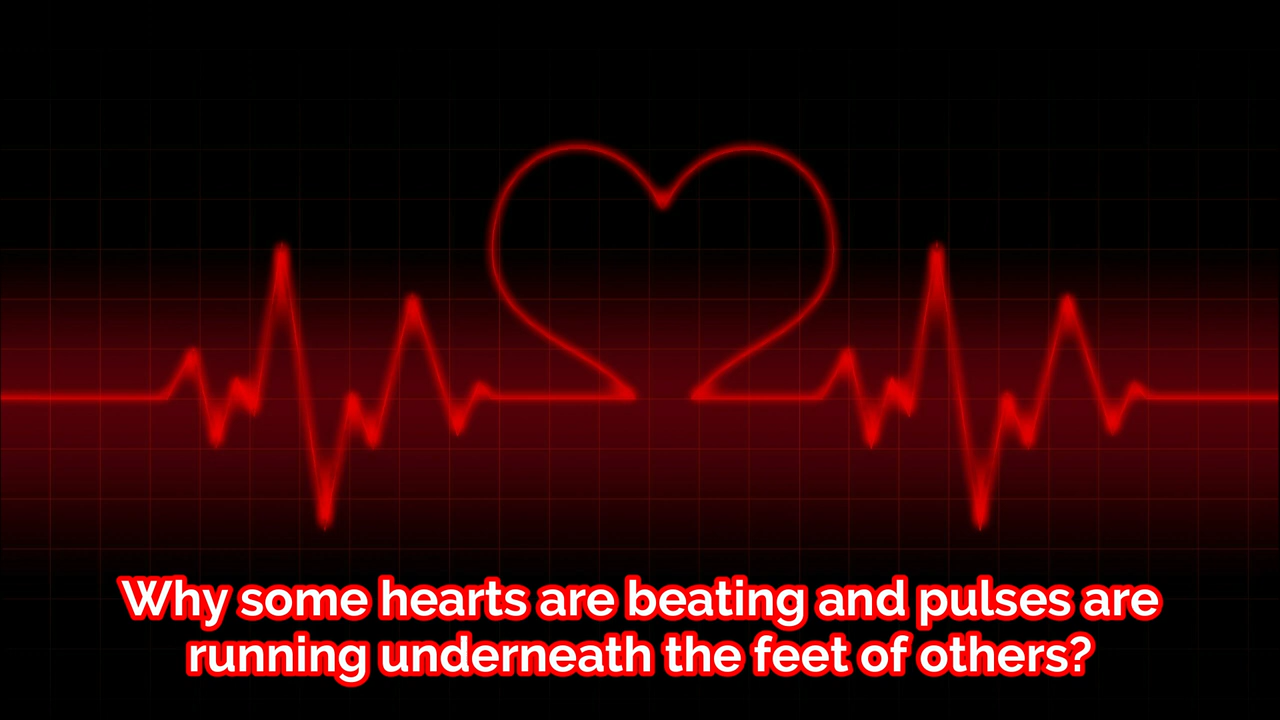 Why some hearts are beating and pulses are
running underneath the feet of others?